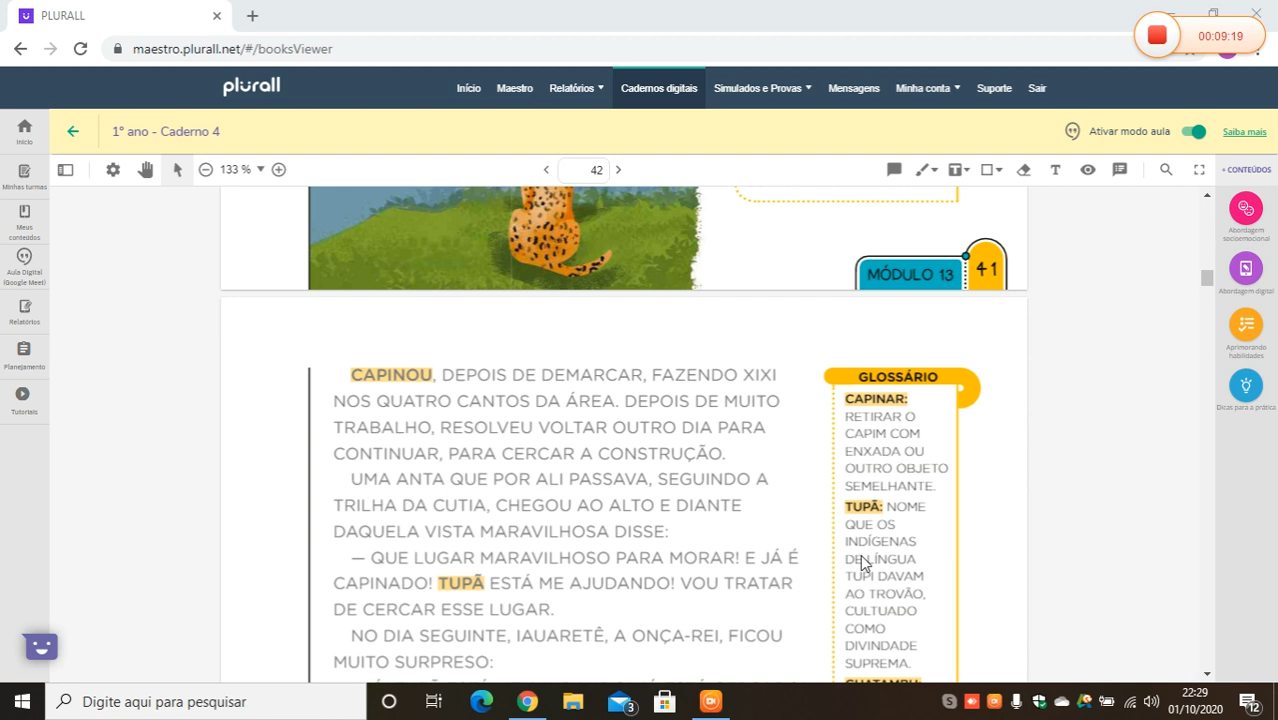 PLURALL
00:09:19
maestro.plurall.net/#/booksViewer
plurall
Início Maestro Relatórios Cadernos digitais Simulados e Provas Mensagens Minha conta Suporte Sair
1º ano - Caderno 4
Ativar modo aula
Saiba mais
133 %
42
+ CONTEÚDOS
Início
Minhas turmas
Meus conteúdos
Aula Digital (Google Meet)
Relatórios
Planejamento
Tutoriais
Abordagem socioemocional
Abordagem digital
Aprimorando habilidades
Dicas para a prática
MÓDULO 13 41
CAPINOU, DEPOIS DE DEMARCAR, FAZENDO XIXI
NOS QUATRO CANTOS DA ÁREA. DEPOIS DE MUITO
TRABALHO, RESOLVEU VOLTAR OUTRO DIA PARA
CONTINUAR, PARA CERCAR A CONSTRUÇÃO.
UMA ANTA QUE POR ALI PASSAVA, SEGUINDO A
TRILHA DA CUTIA, CHEGOU AO ALTO E DIANTE
DAQUELA VISTA MARAVILHOSA DISSE:
— QUE LUGAR MARAVILHOSO PARA MORAR! E JÁ É
CAPINADO! TUPÃ ESTÁ ME AJUDANDO! VOU TRATAR
DE CERCAR ESSE LUGAR.
NO DIA SEGUINTE, IAUARETÊ, A ONÇA-REI, FICOU
MUITO SURPRESO:
GLOSSÁRIO
CAPINAR:
RETIRAR O
CAPIM COM
ENXADA OU
OUTRO OBJETO
SEMELHANTE.
TUPÃ: NOME
QUE OS
INDÍGENAS
DE LÍNGUA
TUPI DAVAM
AO TROVÃO,
CULTUADO
COMO
DIVINDADE
SUPREMA.
Digite aqui para pesquisar
3
22:29
01/10/2020
12